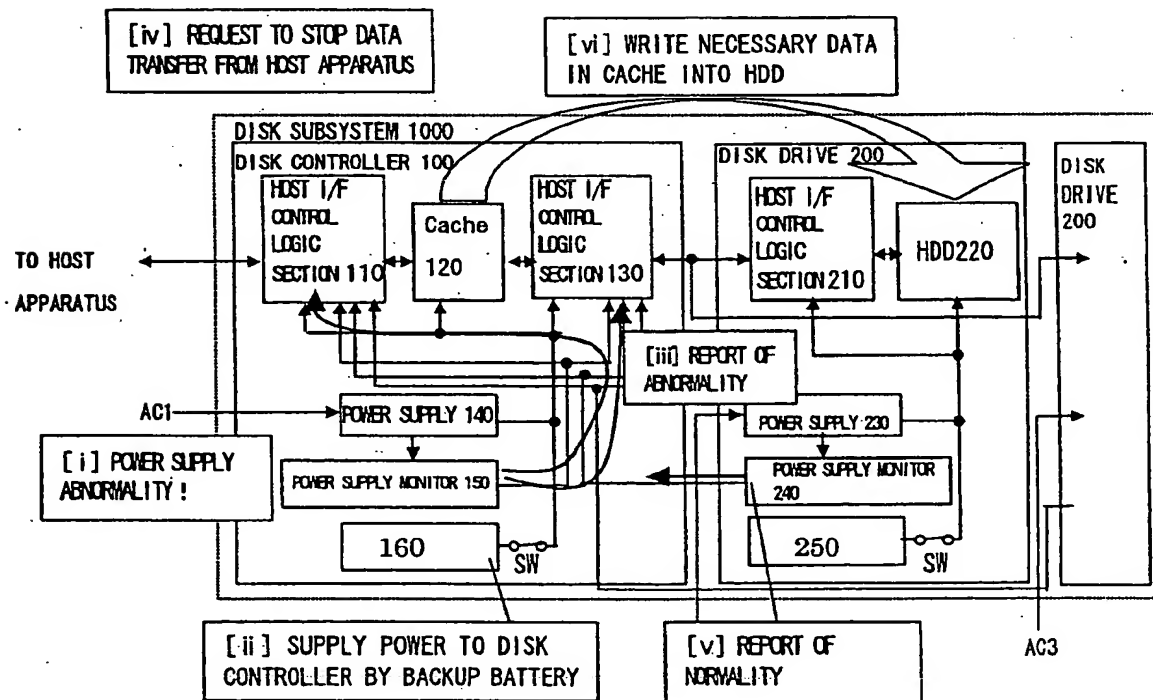 [iv] REQUEST TO STOP DATA
TRANSFER FROM HOST APPARATUS
[vi] WRITE NECESSARY DATA
IN CACHE INTO HDD
DISK SUBSYSTEM 1000
DISK CONTROLLER 100
DISK DRIVE 200
DISK
DRIVE
200
HOST I/F
CONTROL
LOGIC
SECTION 110
Cache
120
HOST I/F
CONTROL
LOGIC
SECTION 130
HOST I/F
CONTROL
LOGIC
SECTION 210
HDD220
TO HOST
APPARATUS
[iii] REPORT OF
ABNORMALITY
AC1
POWER SUPPLY 140
POWER SUPPLY 230
[i] POWER SUPPLY
ABNORMALITY!
POWER SUPPLY MONITOR 150
POWER SUPPLY MONITOR
240
160
SW
250
SW
[ii] SUPPLY POWER TO DISK
CONTROLLER BY BACKUP BATTERY
[v] REPORT OF
NORMALITY
AC3